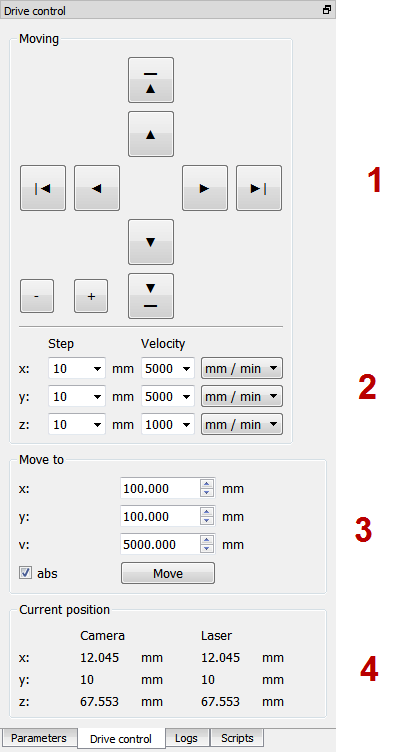 Drive control
Moving
1
- +
Step Velocity
x: 10 mm 5000 mm / min
y: 10 mm 5000 mm / min
z: 10 mm 1000 mm / min
2
Move to
x: 100.000 mm
y: 100.000 mm
v: 5000.000 mm
abs Move
3
Current position
Camera Laser
x: 12.045 mm 12.045 mm
y: 10 mm 10 mm
z: 67.553 mm 67.553 mm
4
Parameters Drive control Logs Scripts